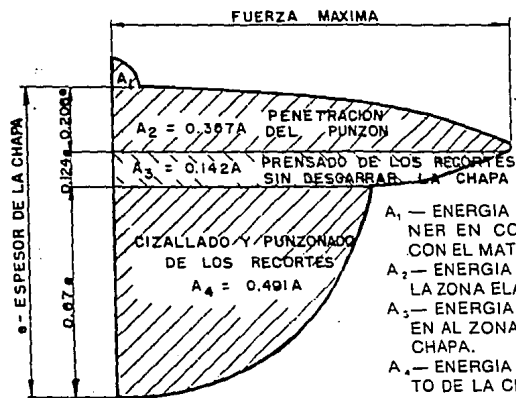 FUERZA MAXIMA
A₁
PENETRACION
A₂ = 0.367A
DEL PUNZON
A₃ = 0.142A
PRENSADO DE LOS RECORTES
SIN DESGARRAR LA CHAPA
CIZALLADO Y PUNZONADO
DE LOS RECORTES
A₄ = 0.491A
e- ESPESOR DE LA CHAPA
0.206e
0.124e
0.67 e
A₁ — ENERGIA
NER EN CO
CON EL MAT
A₂ — ENERGIA
LA ZONA ELA
A₃ — ENERGIA
EN AL ZONA
CHAPA.
A₄ — ENERGIA
TO DE LA C